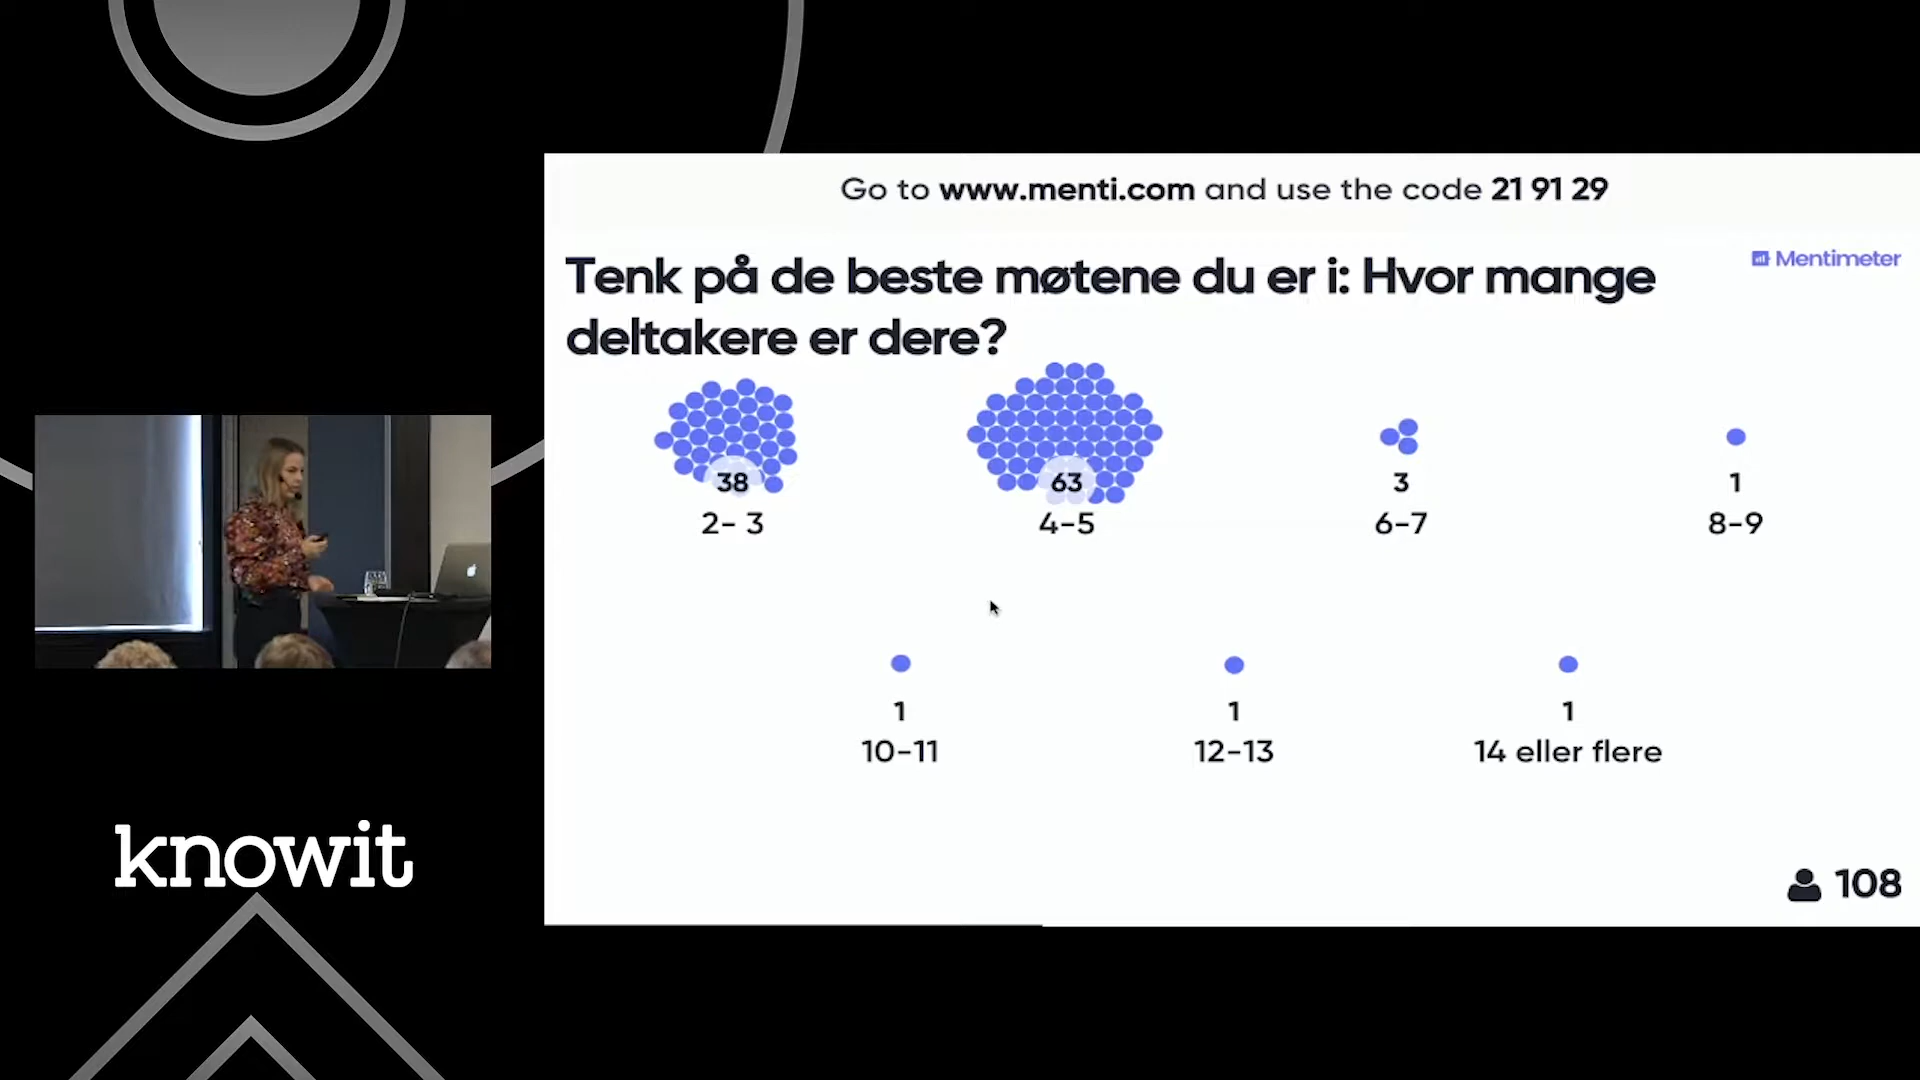 Go to www.menti.com and use the code 21 91 29
Mentimeter
Tenk på de beste møtene du er i: Hvor mange
deltakere er dere?
38
2- 3
63
4-5
3
6-7
1
8-9
1
10-11
1
12-13
1
14 eller flere
108
knowit